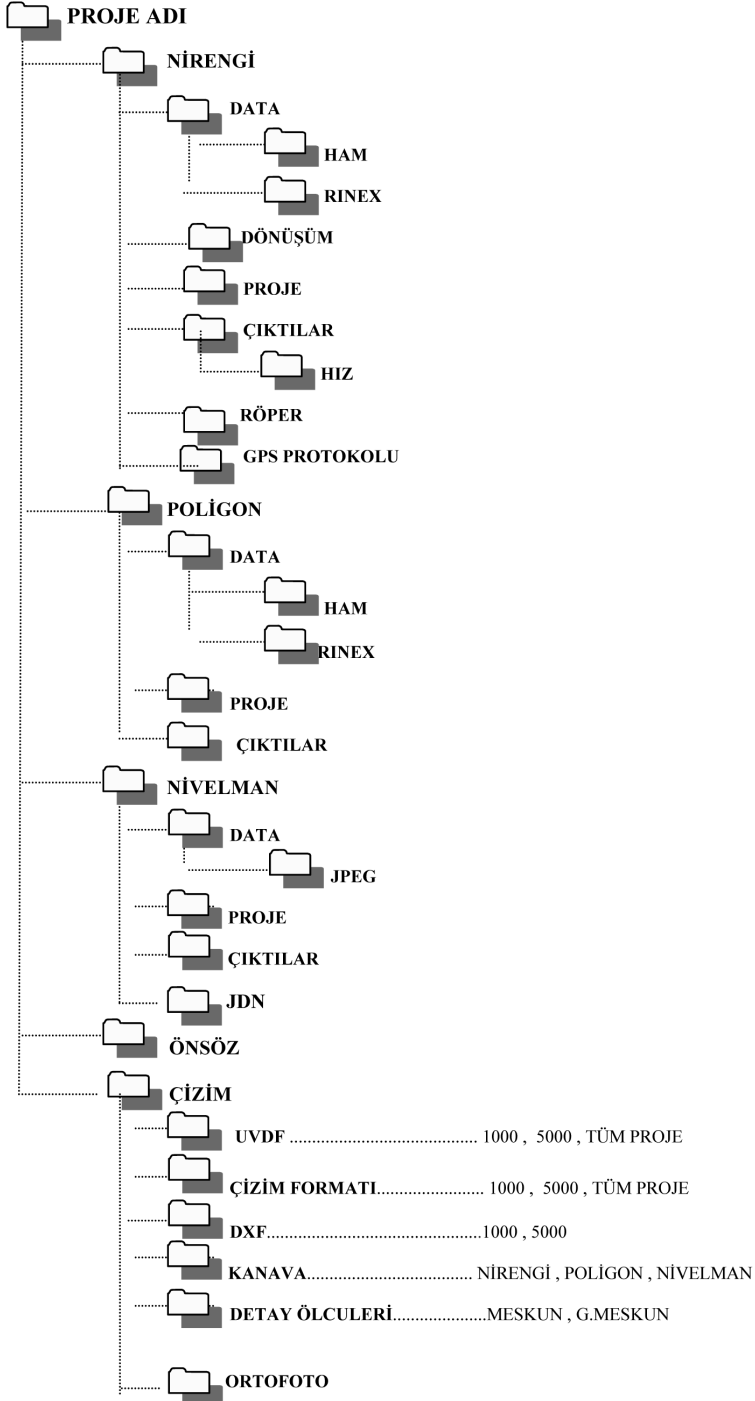 PROJE ADI
NİRENGİ
DATA
HAM
RINEX
DÖNÜŞÜM
PROJE
ÇIKTILAR
HIZ
RÖPER
GPS PROTOKOLU
POLİGON
DATA
HAM
RINEX
PROJE
ÇIKTILAR
NİVELMAN
DATA
JPEG
PROJE
ÇIKTILAR
JDN
ÖNSÖZ
ÇİZİM
UVDF ........................................ 1000 , 5000 , TÜM PROJE
ÇİZİM FORMATI....................... 1000 , 5000 , TÜM PROJE
DXF........................................1000 , 5000
KANAVA................................... NİRENGİ , POLİGON , NİVELMAN
DETAY ÖLCULERİ....................MESKUN , G.MESKUN
ORTOFOTO